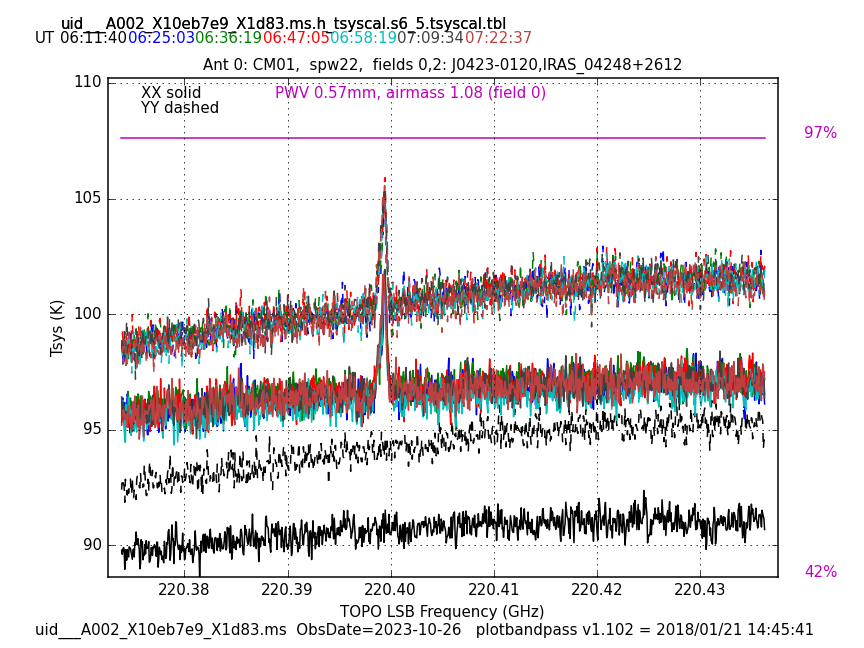 uid___A002_X10eb7e9_X1d83.ms.h_tsyscal.s6_5.tsyscal.tbl
UT 06:11:40 06:25:03 06:36:19 06:47:05 06:58:19 07:09:34 07:22:37
Ant 0: CM01,  spw22,  fields 0,2: J0423-0120,IRAS_04248+2612
110
XX solid
PWV 0.57mm, airmass 1.08 (field 0)
YY dashed
97%
105
100
Tsys (K)
95
90
42%
220.38 220.39 220.40 220.41 220.42 220.43
TOPO LSB Frequency (GHz)
uid___A002_X10eb7e9_X1d83.ms  ObsDate=2023-10-26   plotbandpass v1.102 = 2018/01/21 14:45:41